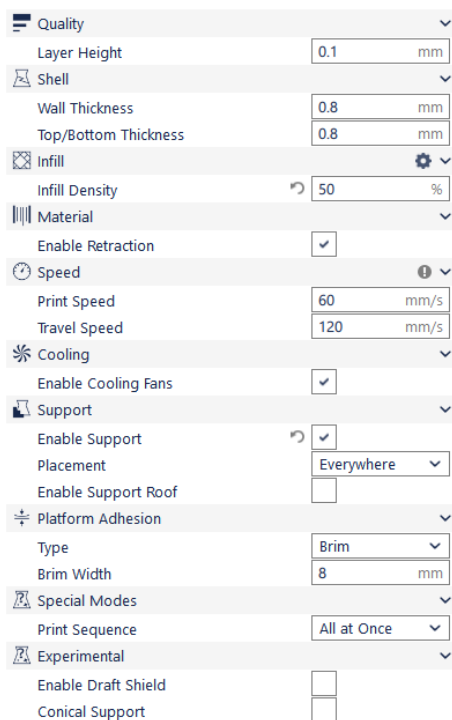 Quality
Layer Height 0.1 mm
Shell
Wall Thickness 0.8 mm
Top/Bottom Thickness 0.8 mm
Infill
Infill Density 50 %
Material
Enable Retraction
Speed
Print Speed 60 mm/s
Travel Speed 120 mm/s
Cooling
Enable Cooling Fans
Support
Enable Support
Placement Everywhere
Enable Support Roof
Platform Adhesion
Type Brim
Brim Width 8 mm
Special Modes
Print Sequence All at Once
Experimental
Enable Draft Shield
Conical Support